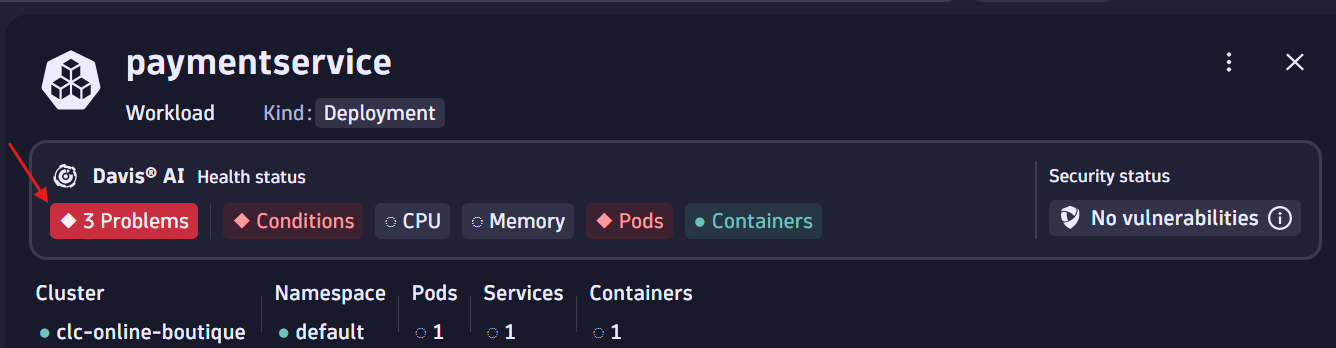 paymentservice
Workload Kind: Deployment
Davis® AI Health status
Security status
3 Problems Conditions CPU Memory Pods Containers
No vulnerabilities
Cluster Namespace Pods Services Containers
clc-online-boutique default 1 1 1